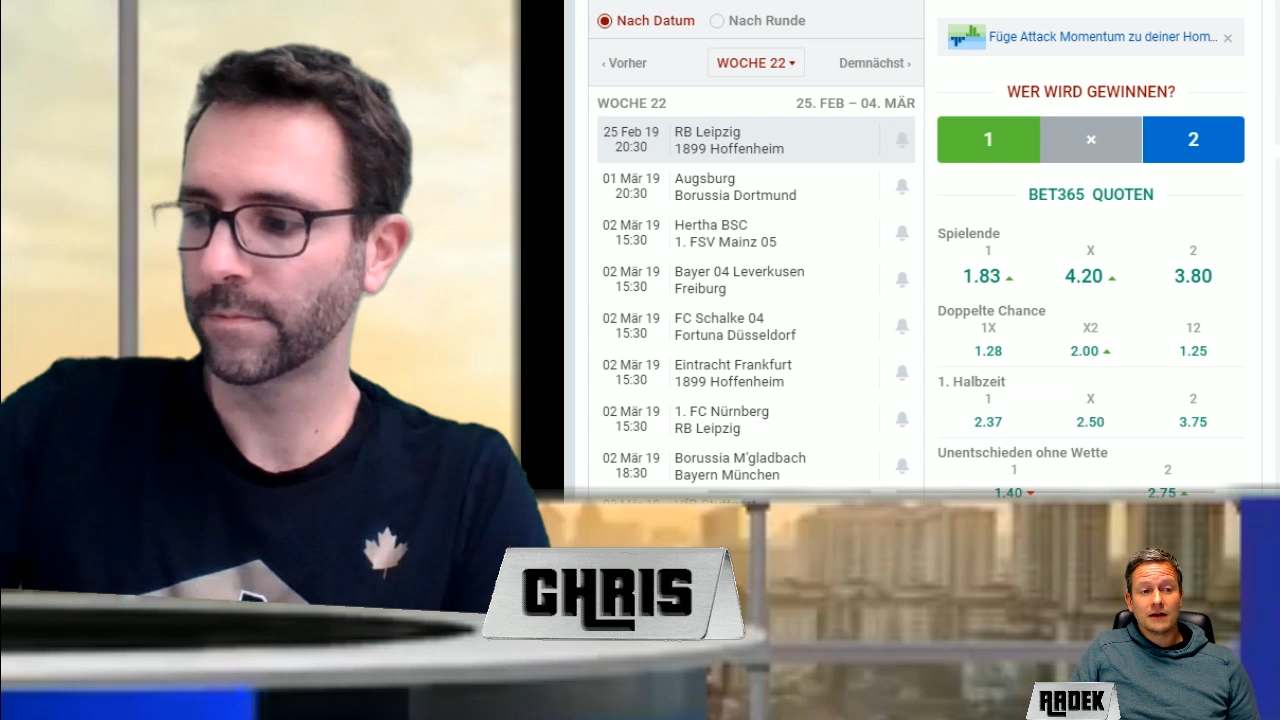 Nach Datum
Nach Runde
‹ Vorher
WOCHE 22
Demnächst ›
WOCHE 22
25. FEB – 04. MÄR
25 Feb 19
20:30
RB Leipzig
1899 Hoffenheim
01 Mär 19
20:30
Augsburg
Borussia Dortmund
02 Mär 19
15:30
Hertha BSC
1. FSV Mainz 05
02 Mär 19
15:30
Bayer 04 Leverkusen
Freiburg
02 Mär 19
15:30
FC Schalke 04
Fortuna Düsseldorf
02 Mär 19
15:30
Eintracht Frankfurt
1899 Hoffenheim
02 Mär 19
15:30
1. FC Nürnberg
RB Leipzig
02 Mär 19
18:30
Borussia M'gladbach
Bayern München
Füge Attack Momentum zu deiner Hom...
WER WIRD GEWINNEN?
1 × 2
BET365 QUOTEN
Spielende
1 X 2
1.83 4.20 3.80
Doppelte Chance
1X X2 12
1.28 2.00 1.25
1. Halbzeit
1 X 2
2.37 2.50 3.75
Unentschieden ohne Wette
1 2
1.40 2.75
CHRIS
RADEK